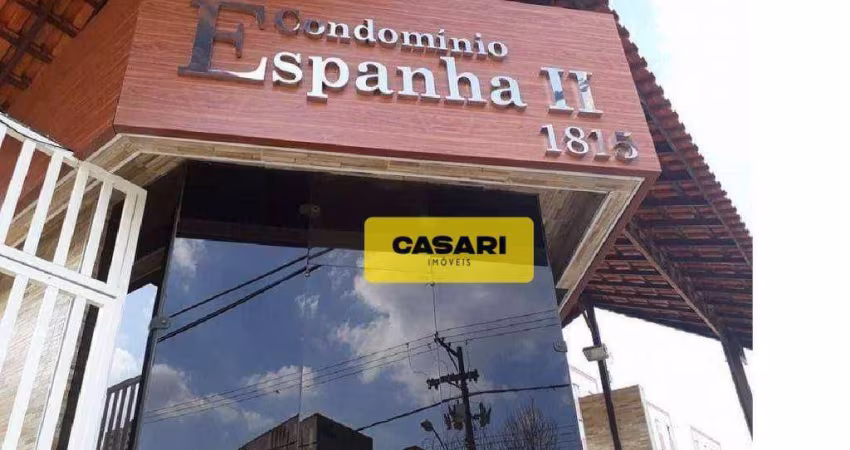 Condomínio
Espanha II
1815
CASARI
IMÓVEIS